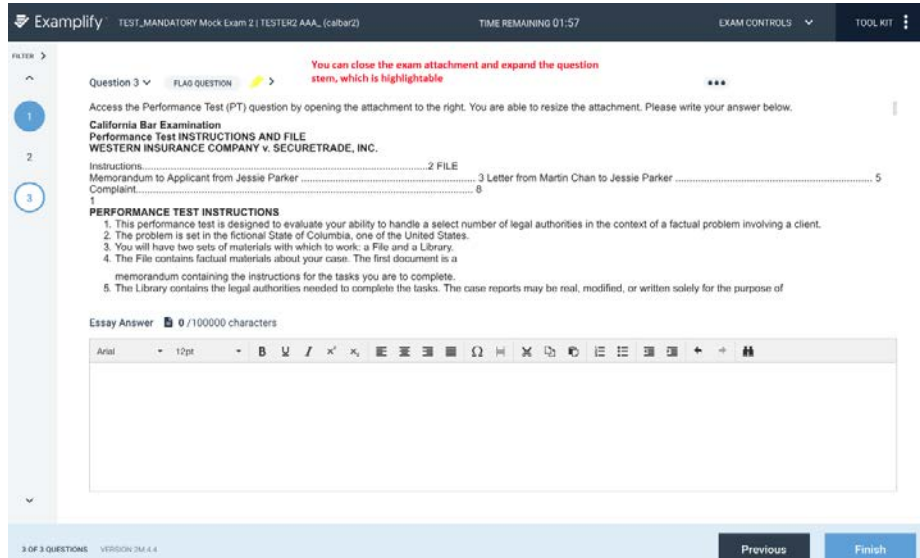 Examplify TEST_MANDATORY Mock Exam 2 | TESTER2 AAA_ (calbar2) TIME REMAINING 01:57 EXAM CONTROLS TOOL KIT
FILTER
You can close the exam attachment and expand the question
stem, which is highlightable
Question 3 FLAG QUESTION
Access the Performance Test (PT) question by opening the attachment to the right. You are able to resize the attachment. Please write your answer below.
1
California Bar Examination
Performance Test INSTRUCTIONS AND FILE
WESTERN INSURANCE COMPANY v. SECURETRADE, INC.
2
Instructions.....................................................................................................2 FILE
Memorandum to Applicant from Jessie Parker ............................................................ 3 Letter from Martin Chan to Jessie Parker .................................................................... 5
3
Complaint.................................................................................................................... 8
1
PERFORMANCE TEST INSTRUCTIONS
1. This performance test is designed to evaluate your ability to handle a select number of legal authorities in the context of a factual problem involving a client.
2. The problem is set in the fictional State of Columbia, one of the United States.
3. You will have two sets of materials with which to work: a File and a Library.
4. The File contains factual materials about your case. The first document is a
memorandum containing the instructions for the tasks you are to complete.
5. The Library contains the legal authorities needed to complete the tasks. The case reports may be real, modified, or written solely for the purpose of
Essay Answer 0 /100000 characters
Arial 12pt B U I x² x₂ Ω
3 OF 3 QUESTIONS VERSION 2M.4.4 Previous Finish